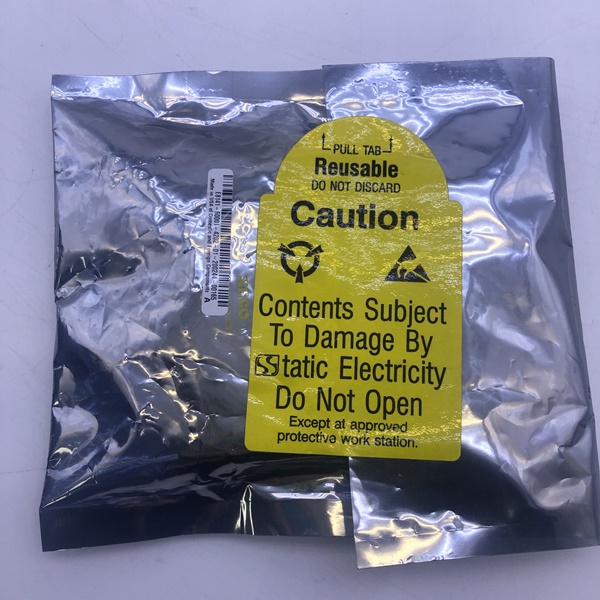 PULL TAB
Reusable
DO NOT DISCARD
Caution
Contents Subject
To Damage By
Static Electricity
Do Not Open
Except at approved
protective work station.